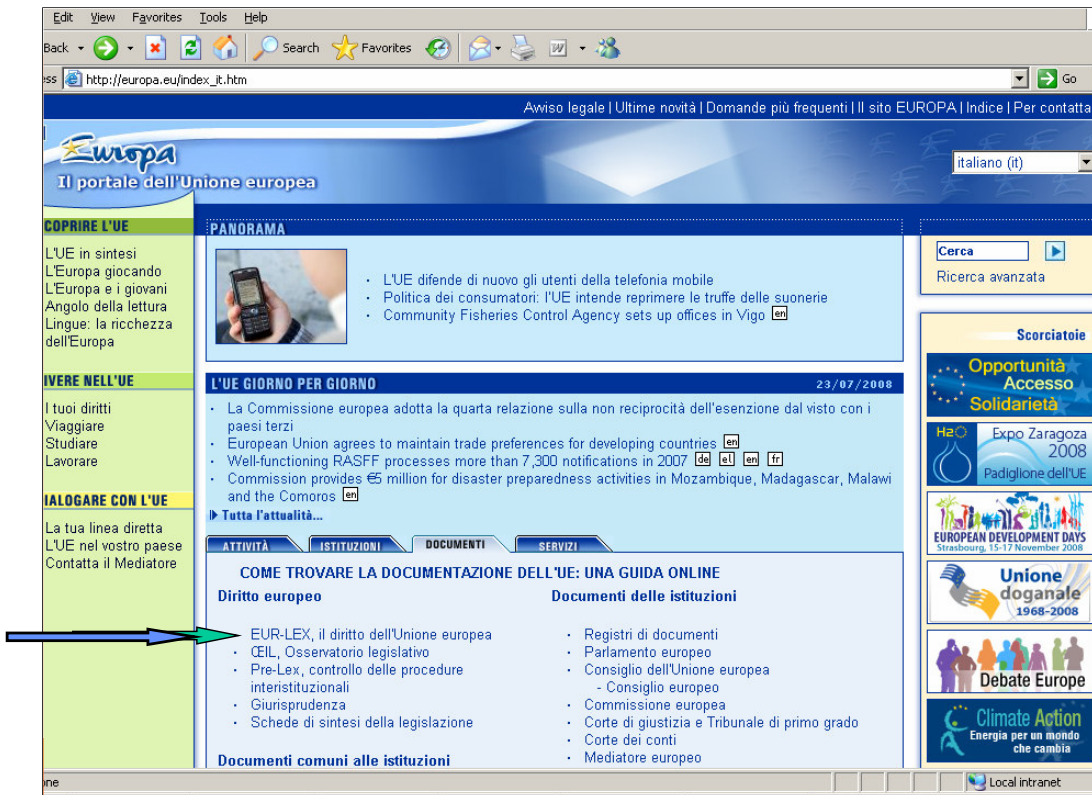 Edit View Favorites Tools Help
Back Search Favorites
ess http://europa.eu/index_it.htm Go
Avviso legale | Ultime novità | Domande più frequenti | Il sito EUROPA | Indice | Per contatta
Europa
Il portale dell'Unione europea
italiano (it)
COPRIRE L'UE
L'UE in sintesi
L'Europa giocando
L'Europa e i giovani
Angolo della lettura
Lingue: la ricchezza
dell'Europa
IVERE NELL'UE
I tuoi diritti
Viaggiare
Studiare
Lavorare
IALOGARE CON L'UE
La tua linea diretta
L'UE nel vostro paese
Contatta il Mediatore
PANORAMA
· L'UE difende di nuovo gli utenti della telefonia mobile
· Politica dei consumatori: l'UE intende reprimere le truffe delle suonerie
· Community Fisheries Control Agency sets up offices in Vigo en
L'UE GIORNO PER GIORNO 23/07/2008
· La Commissione europea adotta la quarta relazione sulla non reciprocità dell'esenzione dal visto con i
paesi terzi
· European Union agrees to maintain trade preferences for developing countries en
· Well-functioning RASFF processes more than 7,300 notifications in 2007 de el en fr
· Commission provides €5 million for disaster preparedness activities in Mozambique, Madagascar, Malawi
and the Comoros en
Tutta l'attualità...
ATTIVITÀ ISTITUZIONI DOCUMENTI SERVIZI
COME TROVARE LA DOCUMENTAZIONE DELL'UE: UNA GUIDA ONLINE
Diritto europeo
EUR-LEX, il diritto dell'Unione europea
· ŒIL, Osservatorio legislativo
· Pre-Lex, controllo delle procedure
interistituzionali
· Giurisprudenza
· Schede di sintesi della legislazione
Documenti comuni alle istituzioni
Documenti delle istituzioni
· Registri di documenti
· Parlamento europeo
· Consiglio dell'Unione europea
- Consiglio europeo
· Commissione europea
· Corte di giustizia e Tribunale di primo grado
· Corte dei conti
· Mediatore europeo
Cerca
Ricerca avanzata
Scorciatoie
Opportunità
Accesso
Solidarietà
H2O Expo Zaragoza
2008
Padiglione dell'UE
EUROPEAN DEVELOPMENT DAYS
Strasbourg, 15-17 November 2008
Unione
doganale
1968-2008
Debate Europe
Climate Action
Energia per un mondo
che cambia
one Local intranet